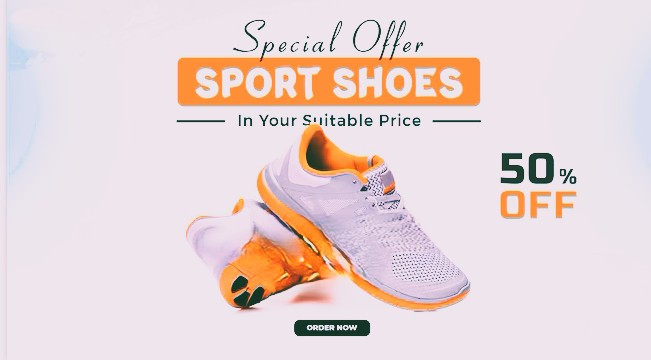 Special Offer
SPORT SHOES
In Your Suitable Price
50%
OFF
ORDER NOW